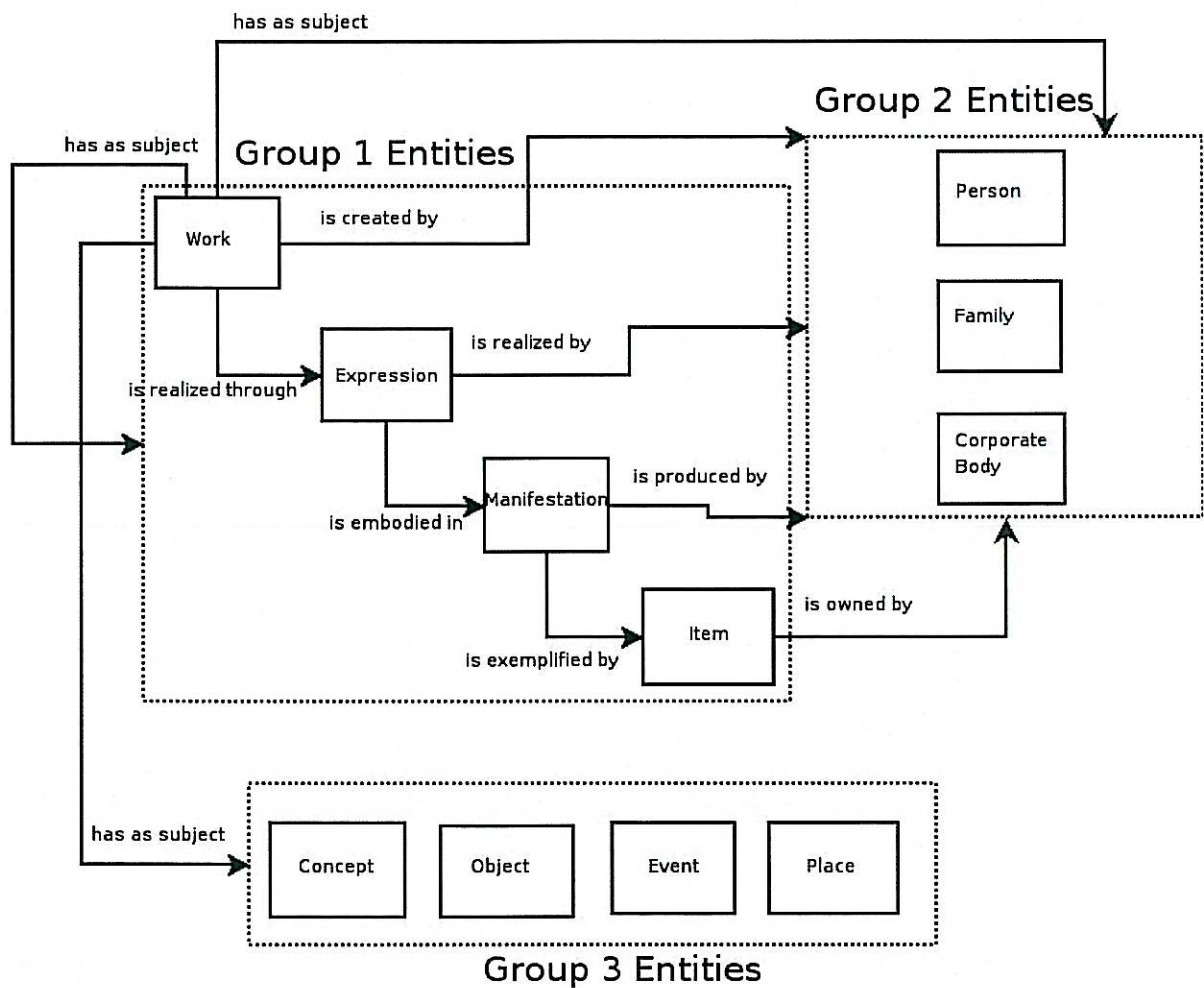 has as subject
Group 2 Entities
has as subject
Group 1 Entities
Person
is created by
Work
Family
is realized by
Expression
is realized through
Corporate
Body
is produced by
Manifestation
is embodied in
is owned by
Item
is exemplified by
has as subject
Concept
Object
Event
Place
Group 3 Entities